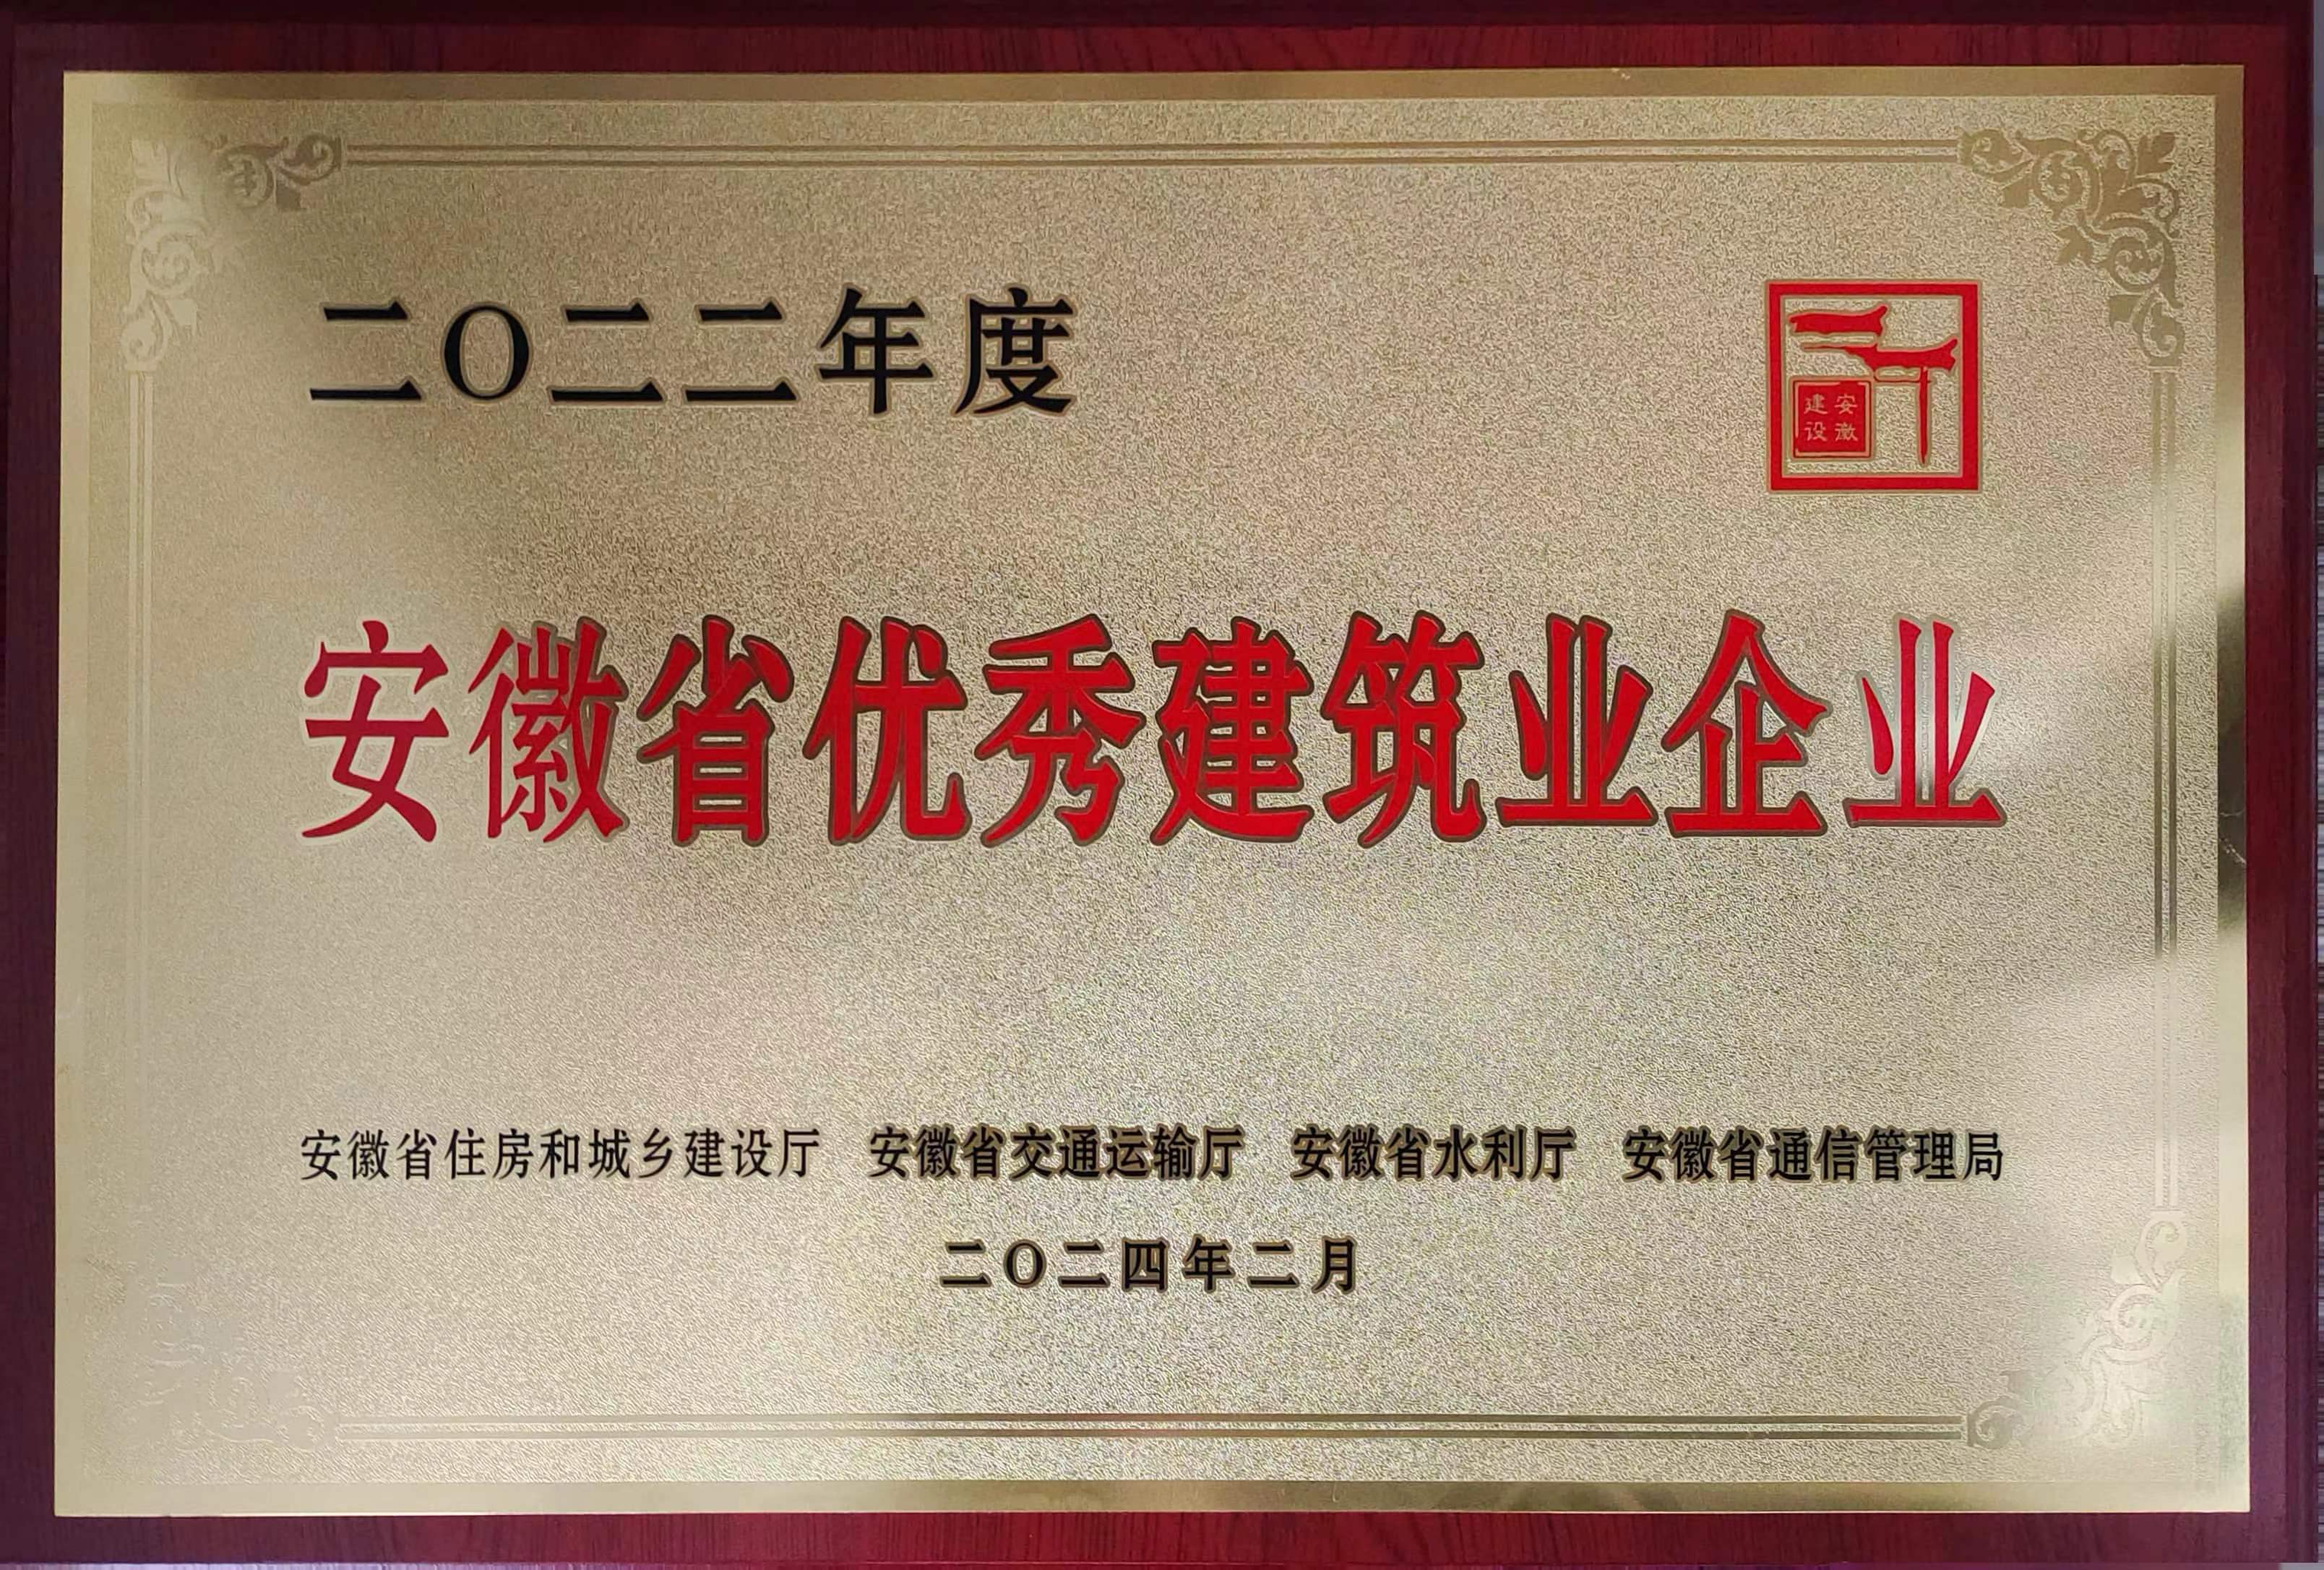 二〇二二年度
安徽
建设
安徽省优秀建筑业企业
安徽省住房和城乡建设厅 安徽省交通运输厅 安徽省水利厅 安徽省通信管理局
二〇二四年二月